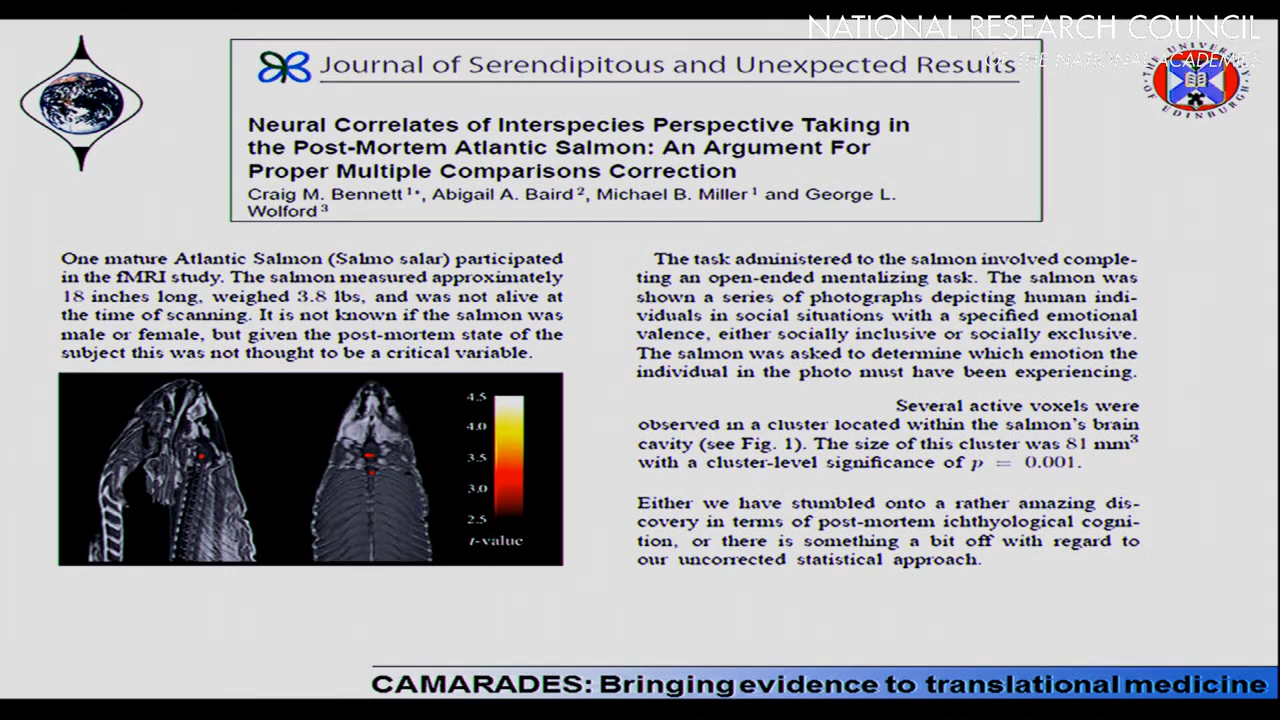 NATIONAL RESEARCH COUNCIL
OF THE NATIONAL ACADEMIES
THE UNIVERSITY OF EDINBURGH
Journal of Serendipitous and Unexpected Results
Neural Correlates of Interspecies Perspective Taking in
the Post-Mortem Atlantic Salmon: An Argument For
Proper Multiple Comparisons Correction
Craig M. Bennett 1*, Abigail A. Baird 2, Michael B. Miller 1 and George L.
Wolford 3
One mature Atlantic Salmon (Salmo salar) participated
in the fMRI study. The salmon measured approximately
18 inches long, weighed 3.8 lbs, and was not alive at
the time of scanning. It is not known if the salmon was
male or female, but given the post-mortem state of the
subject this was not thought to be a critical variable.
4.5
4.0
3.5
3.0
2.5
t-value
The task administered to the salmon involved comple-
ting an open-ended mentalizing task. The salmon was
shown a series of photographs depicting human indi-
viduals in social situations with a specified emotional
valence, either socially inclusive or socially exclusive.
The salmon was asked to determine which emotion the
individual in the photo must have been experiencing.
Several active voxels were
observed in a cluster located within the salmon's brain
cavity (see Fig. 1). The size of this cluster was 81 mm³
with a cluster-level significance of p = 0.001.
Either we have stumbled onto a rather amazing dis-
covery in terms of post-mortem ichthyological cogni-
tion, or there is something a bit off with regard to
our uncorrected statistical approach.
CAMARADES: Bringing evidence to translational medicine